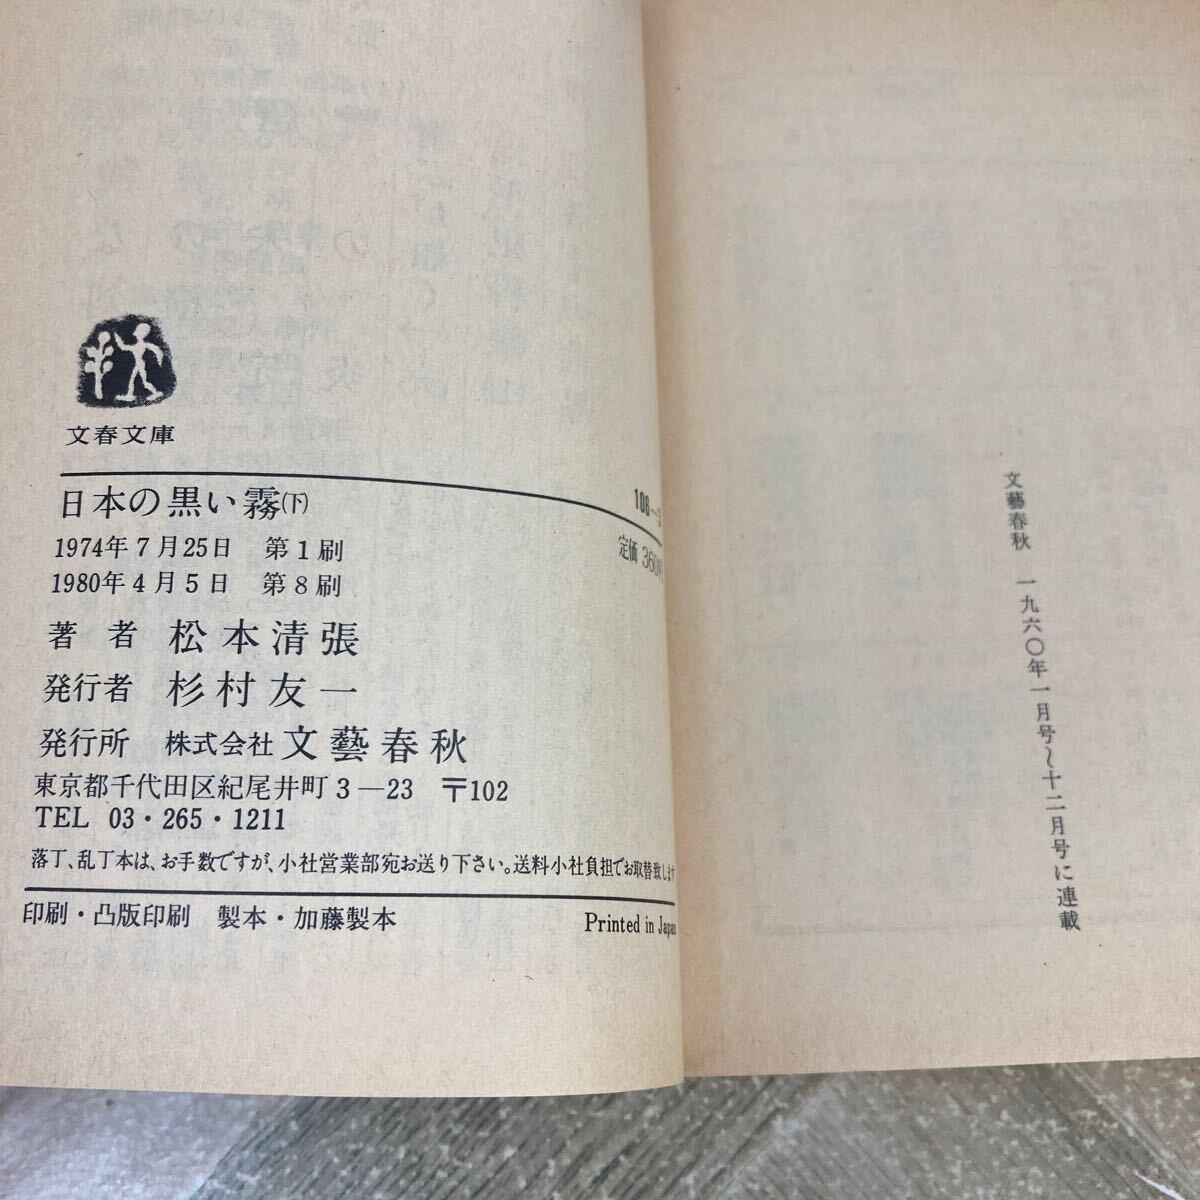 文藝春秋 一九六〇年一月号〜十二月号に連載
文春文庫
日本の黒い霧(下)
定価 360円
1974年7月25日 第1刷
1980年4月5日 第8刷
著者 松本清張
発行者 杉村友一
発行所 株式会社 文藝春秋
東京都千代田区紀尾井町3—23 〒102
TEL 03・265・1211
落丁、乱丁本は、お手数ですが、小社営業部宛お送り下さい。送料小社負担でお取替致します
印刷・凸版印刷 製本・加藤製本
Printed in Japan